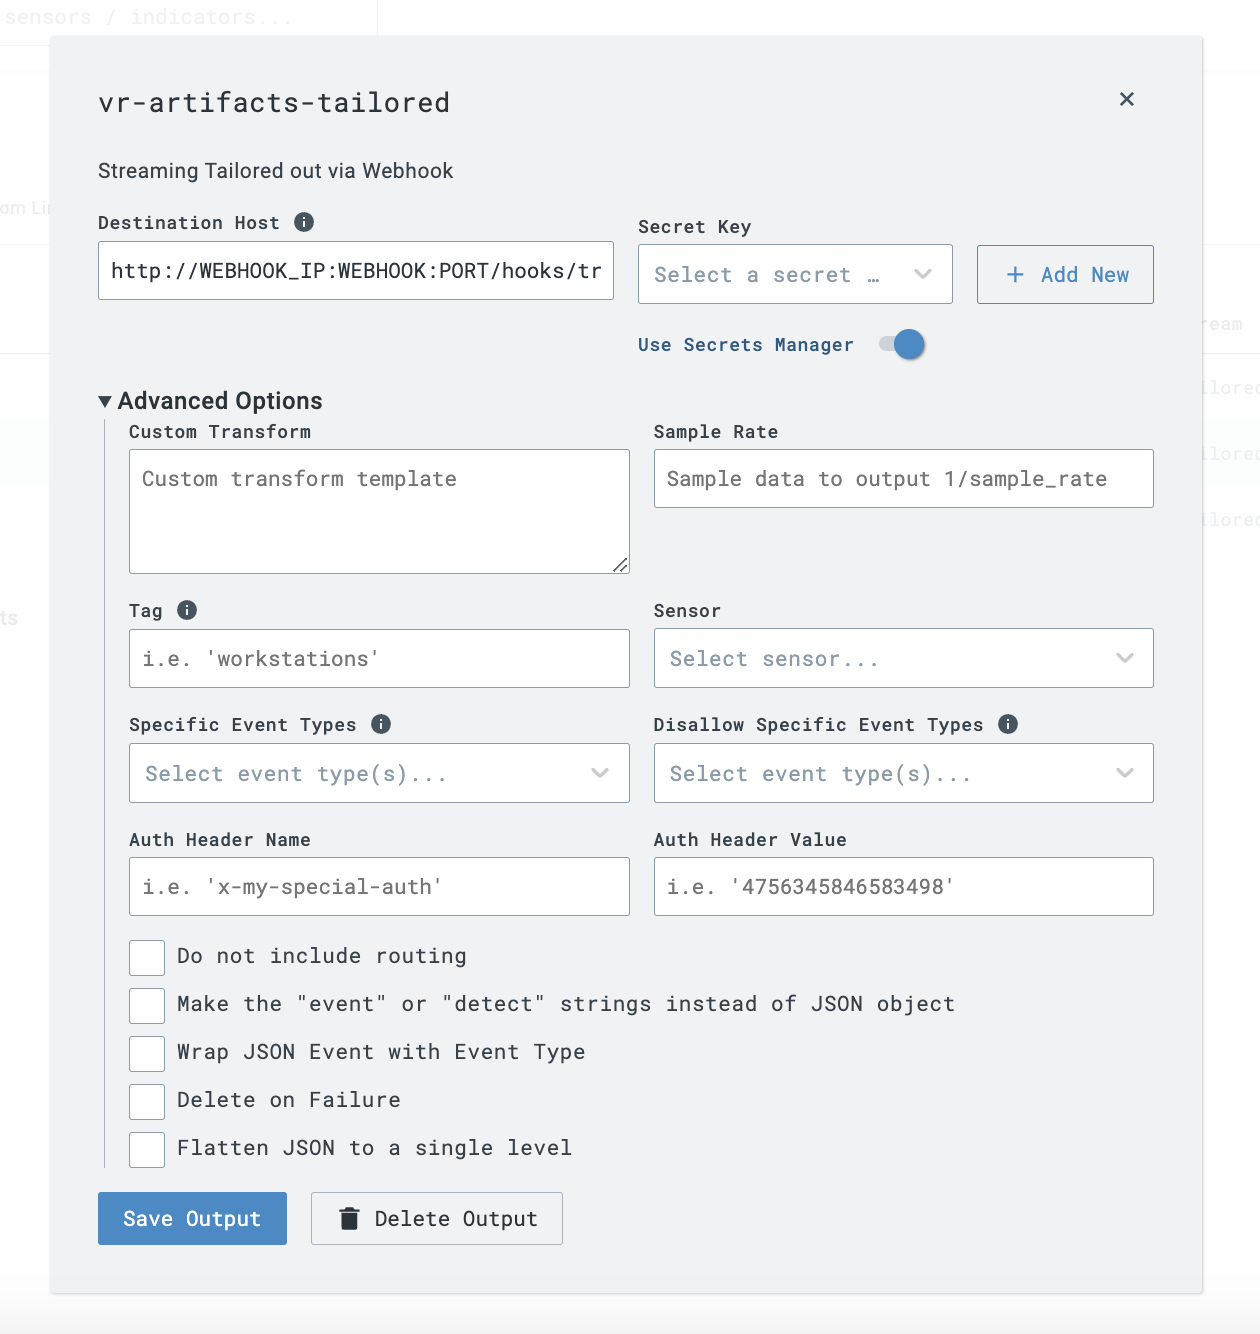 sensors / indicators...
vr-artifacts-tailored
Streaming Tailored out via Webhook
Destination Host
http://WEBHOOK_IP:WEBHOOK:PORT/hooks/tr
Secret Key
Select a secret …
+ Add New
Use Secrets Manager
Advanced Options
Custom Transform
Custom transform template
Sample Rate
Sample data to output 1/sample_rate
Tag
i.e. 'workstations'
Sensor
Select sensor...
Specific Event Types
Select event type(s)...
Disallow Specific Event Types
Select event type(s)...
Auth Header Name
i.e. 'x-my-special-auth'
Auth Header Value
i.e. '4756345846583498'
Do not include routing
Make the "event" or "detect" strings instead of JSON object
Wrap JSON Event with Event Type
Delete on Failure
Flatten JSON to a single level
Save Output
Delete Output